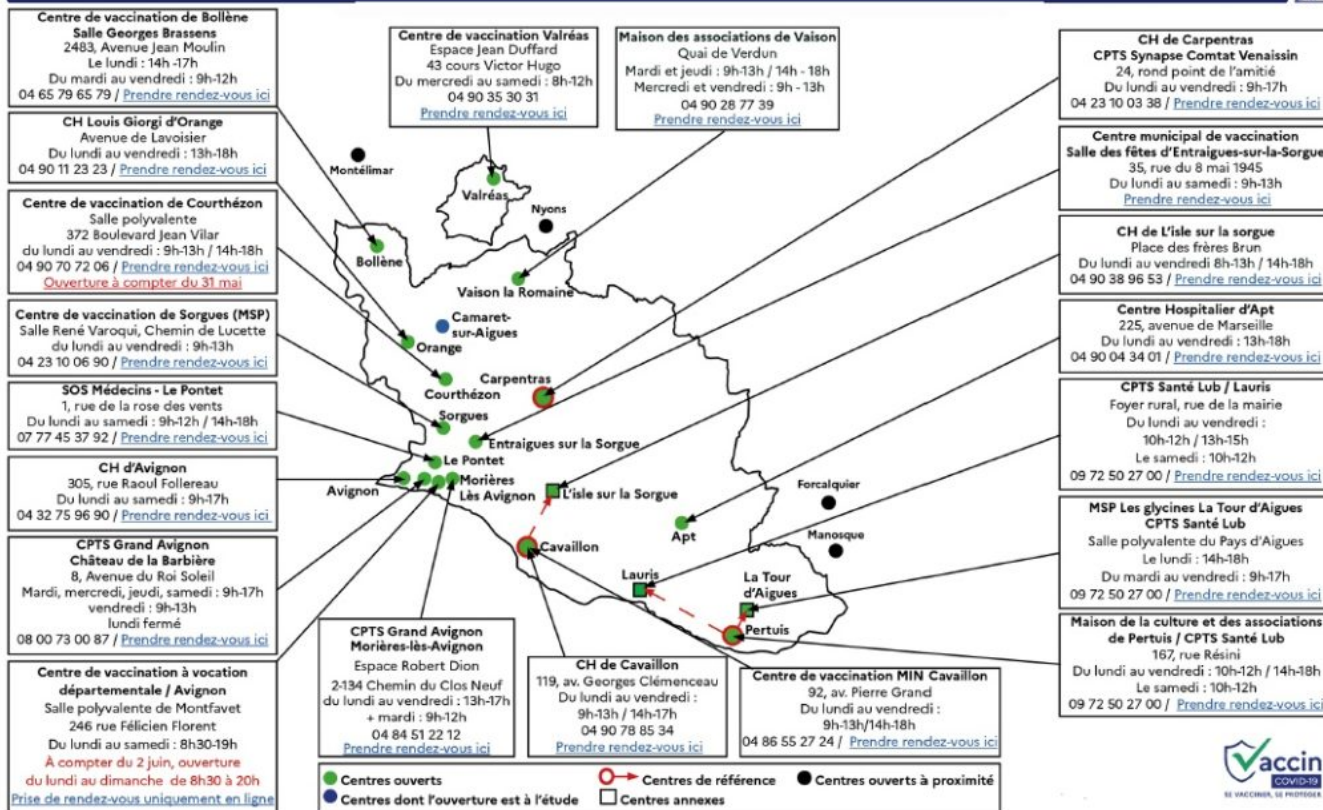 Centre de vaccination de Bollène
Salle Georges Brassens
2483, Avenue Jean Moulin
Le lundi : 14h -17h
Du mardi au vendredi : 9h-12h
04 65 79 65 79 / Prendre rendez-vous ici
CH Louis Giorgi d'Orange
Avenue de Lavoisier
Du lundi au vendredi : 13h-18h
04 90 11 23 23 / Prendre rendez-vous ici
Centre de vaccination de Courthézon
Salle polyvalente
372 Boulevard Jean Vilar
du lundi au vendredi : 9h-13h / 14h-18h
04 90 70 72 06 / Prendre rendez-vous ici
Ouverture à compter du 31 mai
Centre de vaccination de Sorgues (MSP)
Salle René Varoqui, Chemin de Lucette
du lundi au vendredi : 9h-13h
04 23 10 06 90 / Prendre rendez-vous ici
SOS Médecins - Le Pontet
1, rue de la rose des vents
Du lundi au samedi : 9h-12h / 14h-18h
07 77 45 37 92 / Prendre rendez-vous ici
CH d'Avignon
305, rue Raoul Follereau
Du lundi au samedi : 9h-17h
04 32 75 96 90 / Prendre rendez-vous ici
CPTS Grand Avignon
Château de la Barbière
8, Avenue du Roi Soleil
Mardi, mercredi, jeudi, samedi : 9h-17h
vendredi : 9h-13h
lundi fermé
08 00 73 00 87 / Prendre rendez-vous ici
Centre de vaccination à vocation
départementale / Avignon
Salle polyvalente de Montfavet
246 rue Félicien Florent
Du lundi au samedi : 8h30-19h
À compter du 2 juin, ouverture
du lundi au dimanche de 8h30 à 20h
Prise de rendez-vous uniquement en ligne
Centre de vaccination Valréas
Espace Jean Duffard
43 cours Victor Hugo
Du mercredi au samedi : 8h-12h
04 90 35 30 31
Prendre rendez-vous ici
Maison des associations de Vaison
Quai de Verdun
Mardi et jeudi : 9h-13h / 14h - 18h
Mercredi et vendredi : 9h - 13h
04 90 28 77 39
Prendre rendez-vous ici
Montélimar
Valréas
Nyons
Bollène
Vaison la Romaine
Camaret-
sur-Aigues
Orange
Carpentras
Courthézon
Sorgues
Entraigues sur la Sorgue
Le Pontet
Avignon
Morières
Lès Avignon
L'isle sur la Sorgue
Forcalquier
Apt
Manosque
Cavaillon
Lauris
La Tour
d'Aigues
Pertuis
CPTS Grand Avignon
Morières-lès-Avignon
Espace Robert Dion
2-134 Chemin du Clos Neuf
du lundi au vendredi : 13h-17h
+ mardi : 9h-12h
04 84 51 22 12
Prendre rendez-vous ici
CH de Cavaillon
119, av. Georges Clémenceau
Du lundi au vendredi :
9h-13h / 14h-17h
04 90 78 85 34
Prendre rendez-vous ici
Centre de vaccination MIN Cavaillon
92, av. Pierre Grand
Du lundi au vendredi :
9h-13h/14h-18h
04 86 55 27 24 / Prendre rendez-vous ici
CH de Carpentras
CPTS Synapse Comtat Venaissin
24, rond point de l'amitié
Du lundi au vendredi : 9h-17h
04 23 10 03 38 / Prendre rendez-vous ici
Centre municipal de vaccination
Salle des fêtes d'Entraigues-sur-la-Sorgue
35, rue du 8 mai 1945
Du lundi au samedi : 9h-13h
Prendre rendez-vous ici
CH de L'isle sur la sorgue
Place des frères Brun
Du lundi au vendredi 8h-13h / 14h-18h
04 90 38 96 53 / Prendre rendez-vous ici
Centre Hospitalier d'Apt
225, avenue de Marseille
Du lundi au vendredi : 13h-18h
04 90 04 34 01 / Prendre rendez-vous ici
CPTS Santé Lub / Lauris
Foyer rural, rue de la mairie
Du lundi au vendredi :
10h-12h / 13h-15h
Le samedi : 10h-12h
09 72 50 27 00 / Prendre rendez-vous ici
MSP Les glycines La Tour d'Aigues
CPTS Santé Lub
Salle polyvalente du Pays d'Aigues
Le lundi : 14h-18h
Du mardi au vendredi : 9h-17h
09 72 50 27 00 / Prendre rendez-vous ici
Maison de la culture et des associations
de Pertuis / CPTS Santé Lub
167, rue Résini
Du lundi au vendredi : 10h-12h / 14h-18h
Le samedi : 10h-12h
09 72 50 27 00 / Prendre rendez-vous ici
Centres ouverts
Centres de référence
Centres ouverts à proximité
Centres dont l'ouverture est à l'étude
Centres annexes
Vaccin
COVID-19
SE VACCINER, SE PROTÉGER